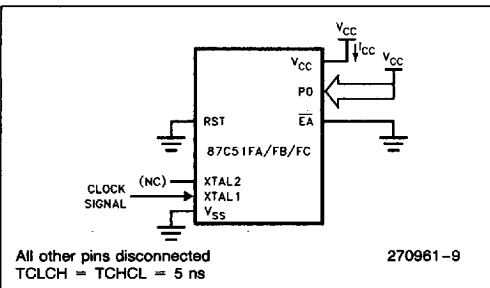 VCC
ICC
VCC
VCC
P0
RST
EA
87C51FA/FB/FC
(NC)
XTAL2
CLOCK
SIGNAL
XTAL1
VSS
All other pins disconnected
270961-9
TCLCH = TCHCL = 5 ns